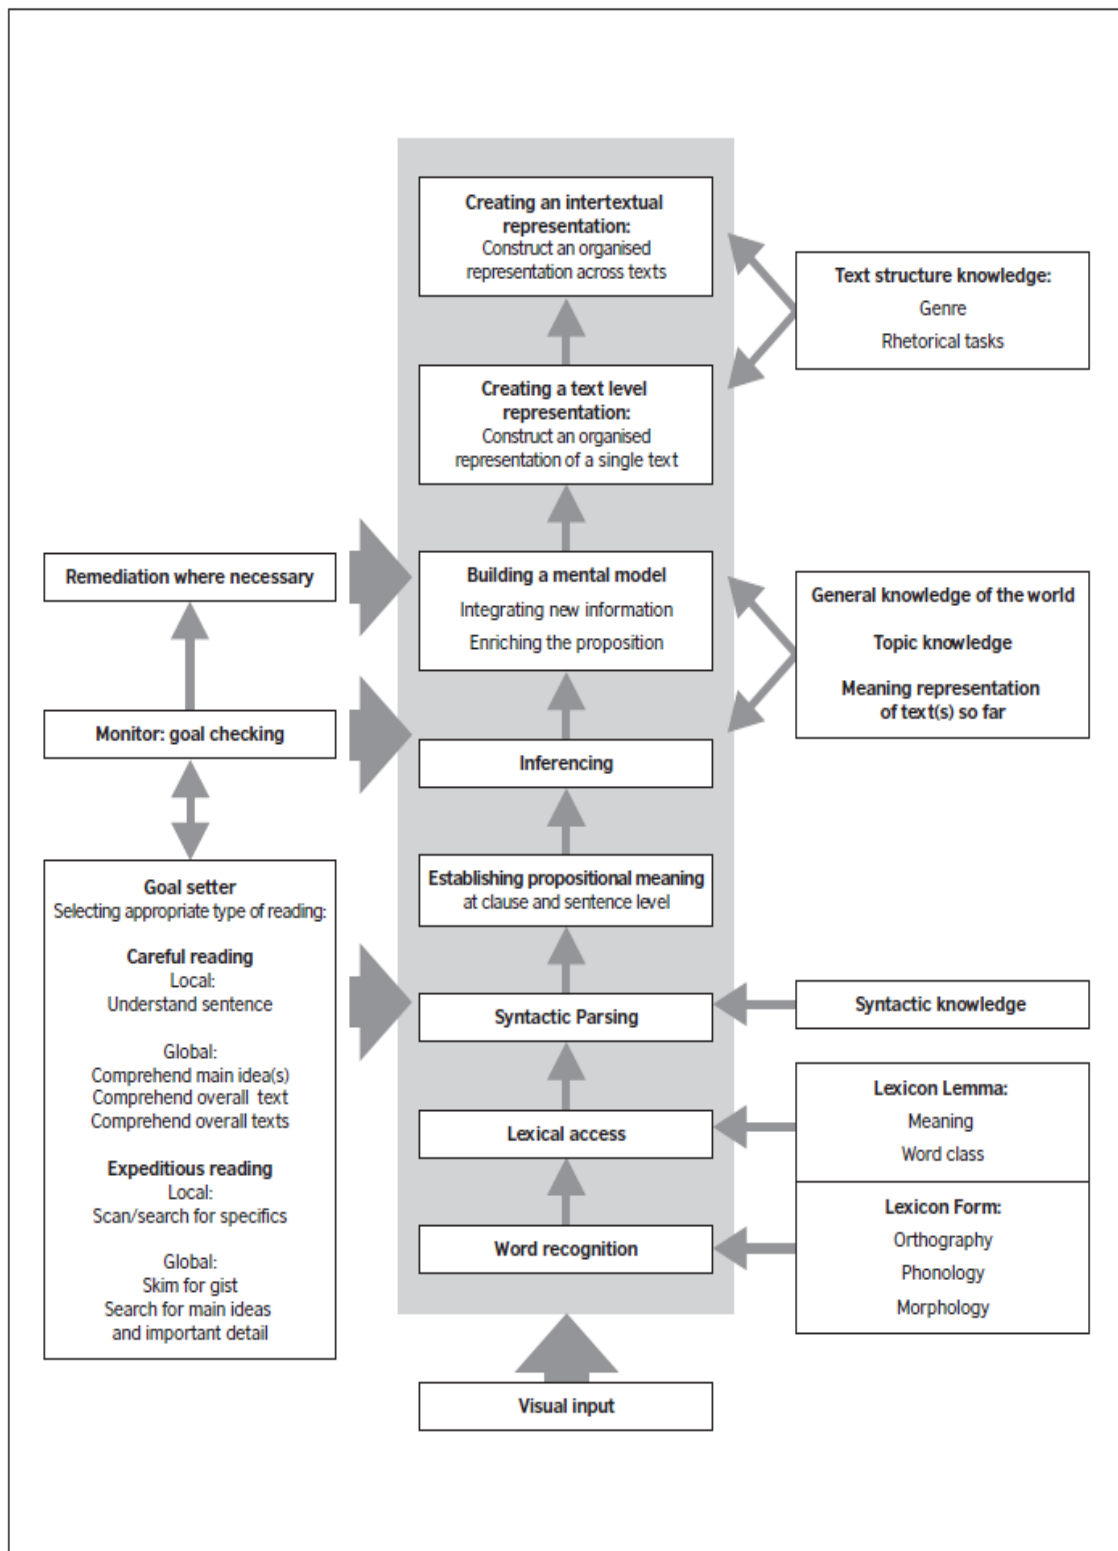 Creating an intertextual
representation:
Construct an organised
representation across texts
Text structure knowledge:
Genre
Rhetorical tasks
Creating a text level
representation:
Construct an organised
representation of a single text
Remediation where necessary
Building a mental model
Integrating new information
Enriching the proposition
General knowledge of the world
Topic knowledge
Meaning representation
of text(s) so far
Monitor: goal checking
Inferencing
Goal setter
Selecting appropriate type of reading:
Careful reading
Local:
Understand sentence
Global:
Comprehend main idea(s)
Comprehend overall text
Comprehend overall texts
Expeditious reading
Local:
Scan/search for specifics
Global:
Skim for gist
Search for main ideas
and important detail
Establishing propositional meaning
at clause and sentence level
Syntactic Parsing
Syntactic knowledge
Lexical access
Lexicon Lemma:
Meaning
Word class
Word recognition
Lexicon Form:
Orthography
Phonology
Morphology
Visual input